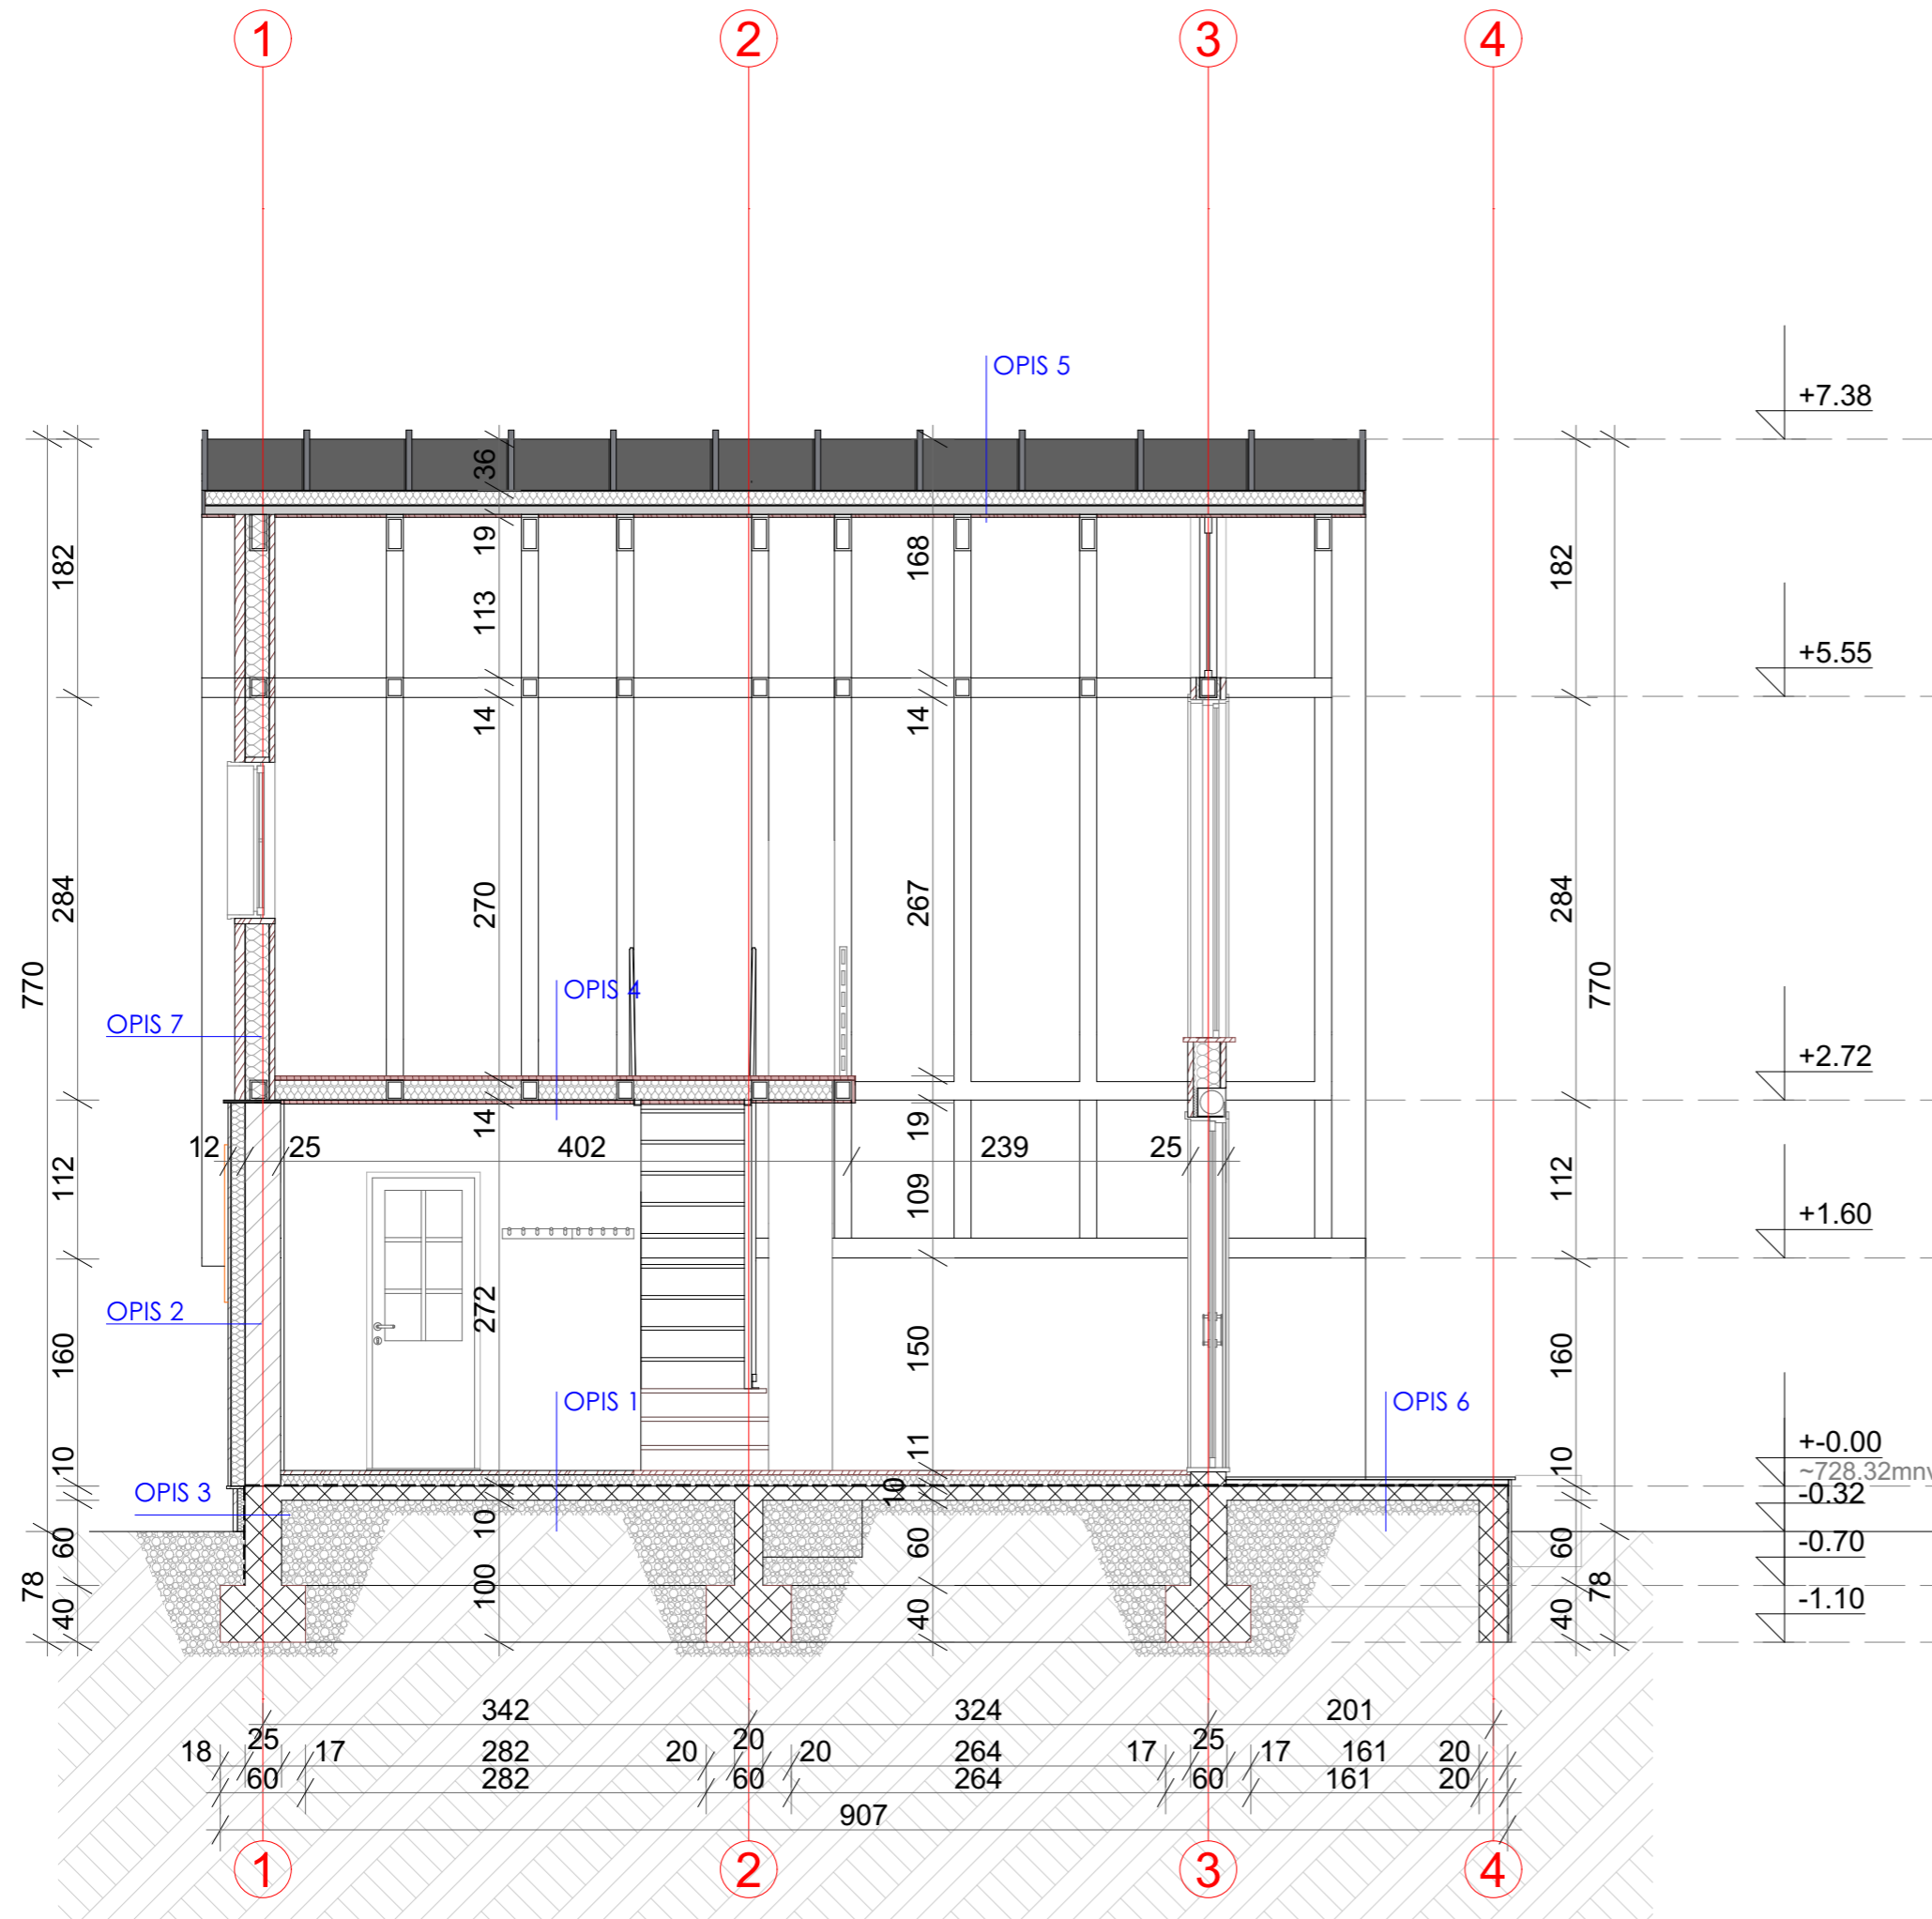 1 2 3 4
OPIS 5
+7.38
36
19
182 168 182
113
+5.55
14 14
284 270 267 284
770 770
OPIS 4
OPIS 7
+2.72
14 19
12 25 402 239 25
112 109 112
+1.60
272
OPIS 2
160 150 160
OPIS 1 OPIS 6
+-0.00
10 11 10
~728.32mnv
OPIS 3 10 -0.32
10
60 60 60
-0.70
78 100 78
40 40 40
-1.10
342 324 201
25 20 25
18 17 282 20 20 264 17 17 161 20
60 282 60 264 60 161 20
907
1 2 3 4